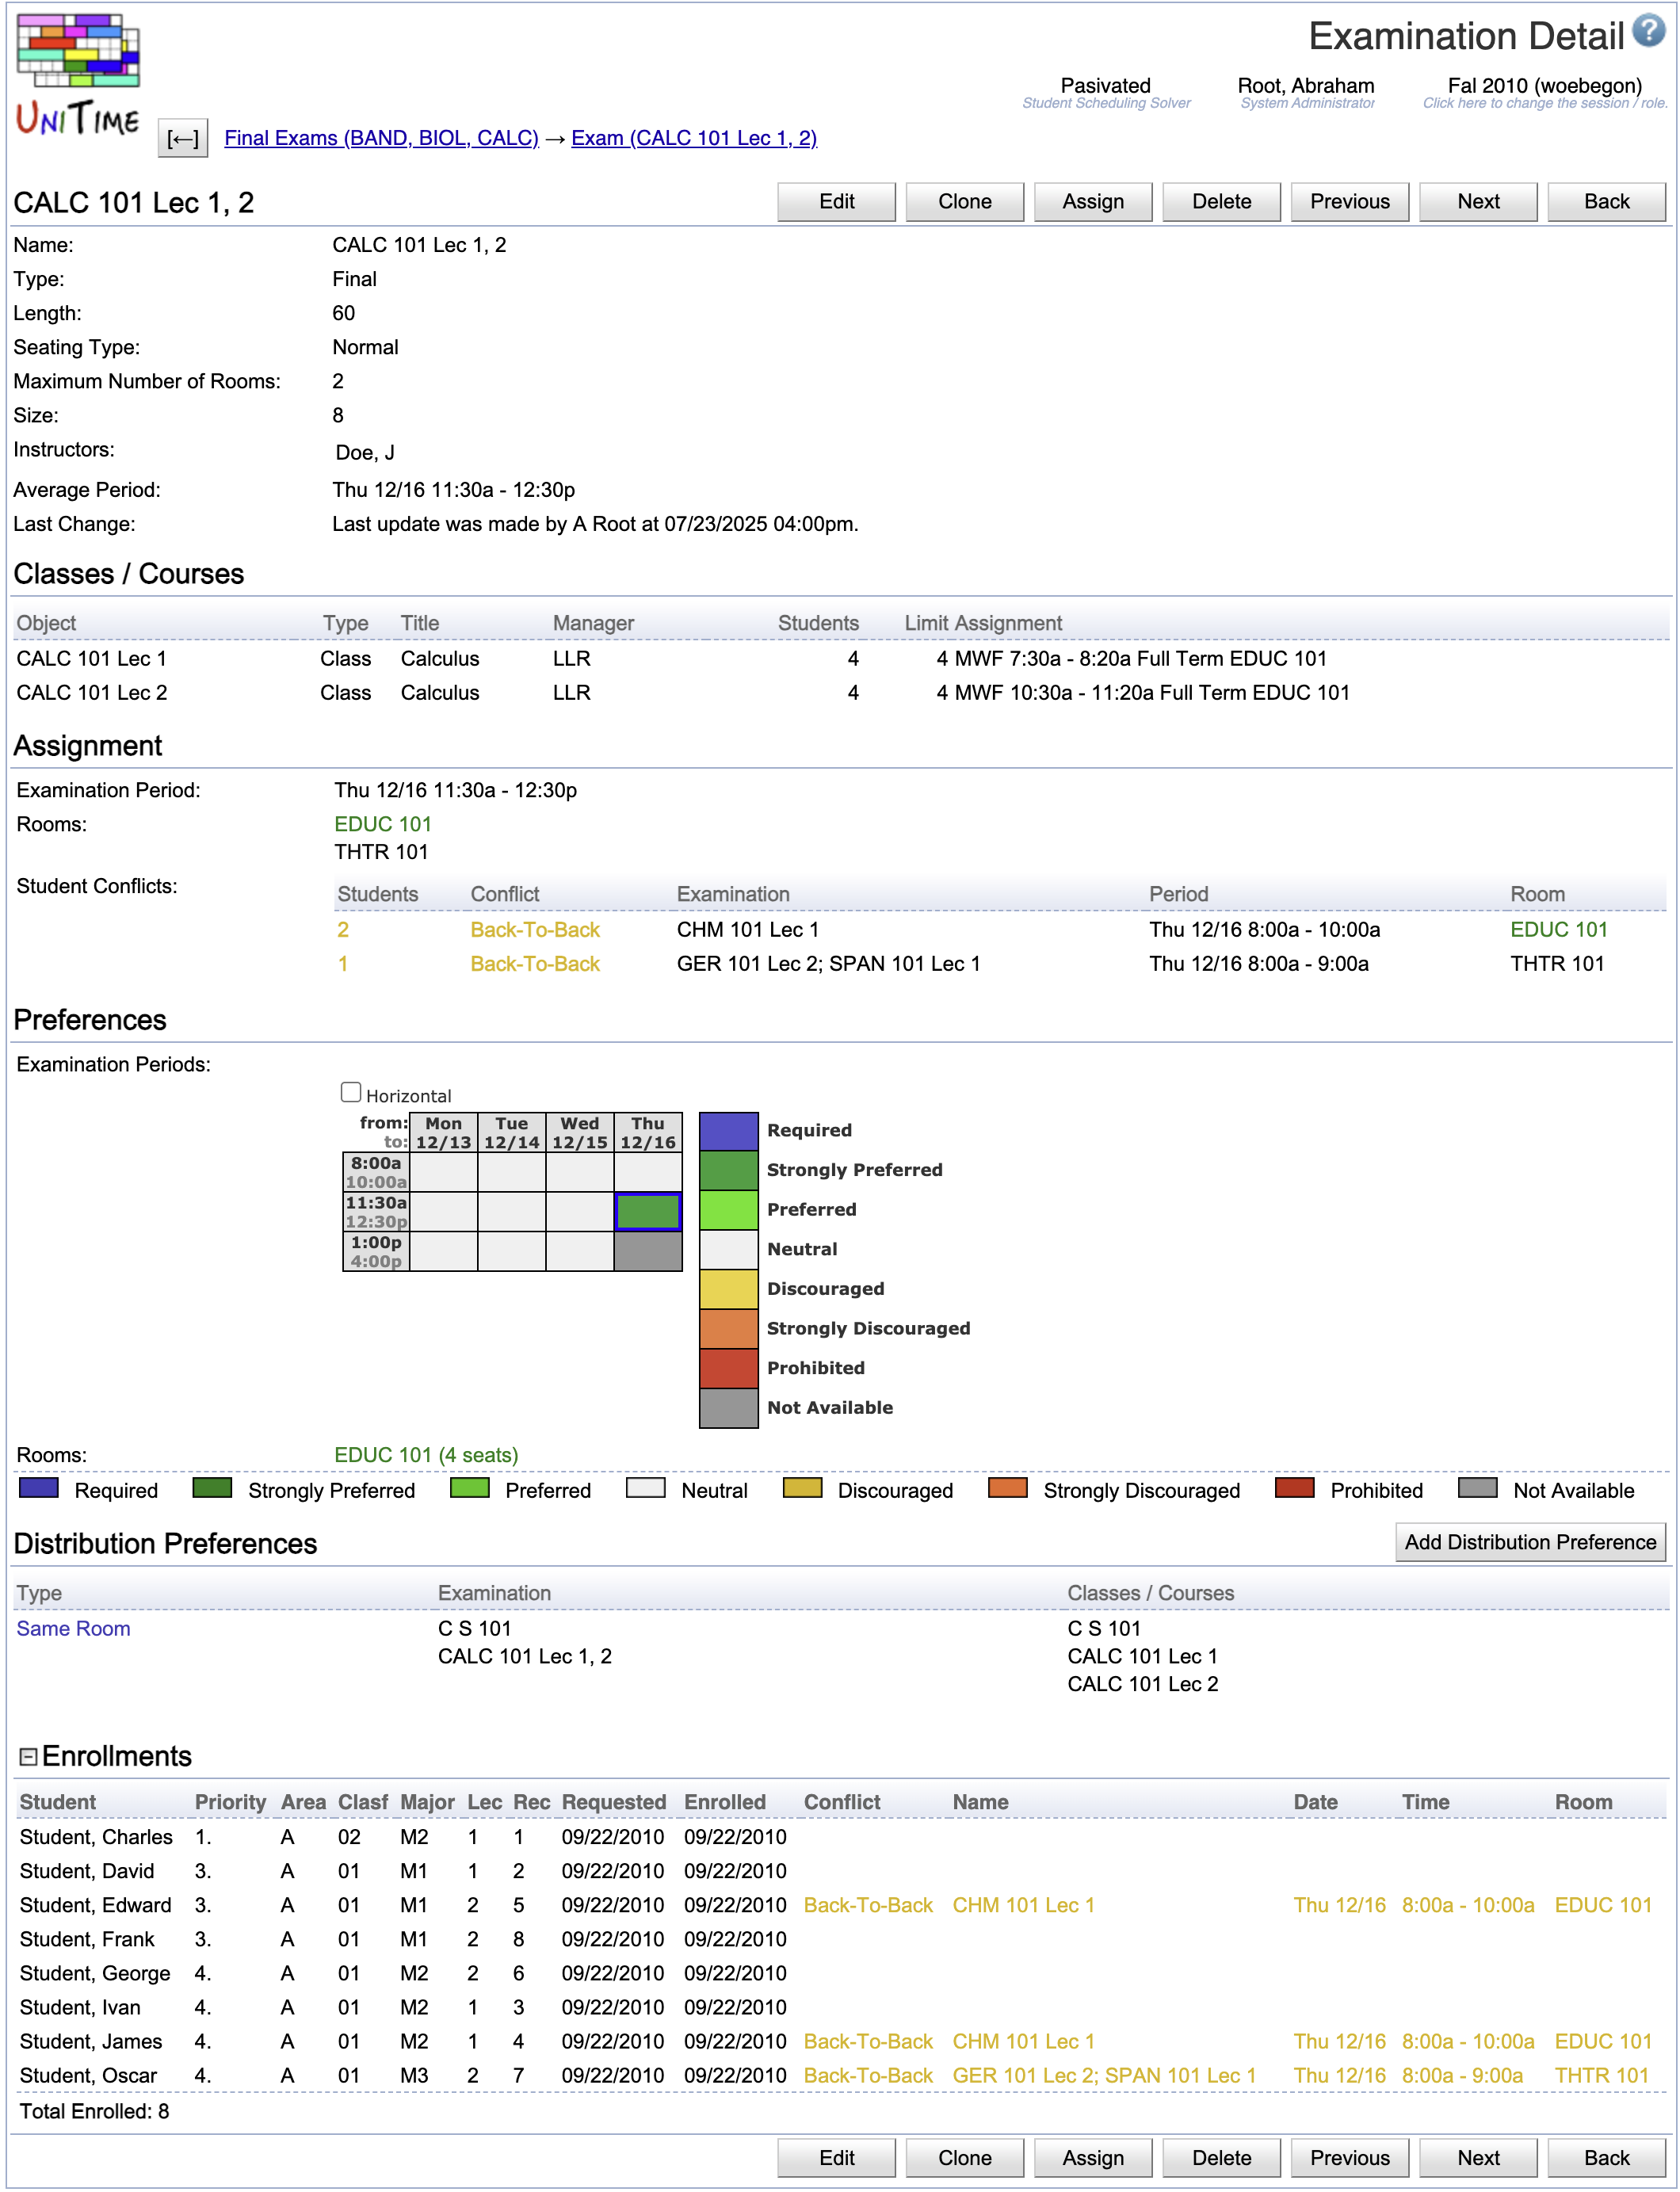 Examination Detail ?
Pasivated Root, Abraham Fal 2010 (woebegon)
Student Scheduling Solver System Administrator Click here to change the session / role.
UNITIME
[←] Final Exams (BAND, BIOL, CALC) → Exam (CALC 101 Lec 1, 2)
CALC 101 Lec 1, 2 Edit Clone Assign Delete Previous Next Back
Name: CALC 101 Lec 1, 2
Type: Final
Length: 60
Seating Type: Normal
Maximum Number of Rooms: 2
Size: 8
Instructors: Doe, J
Average Period: Thu 12/16 11:30a - 12:30p
Last Change: Last update was made by A Root at 07/23/2025 04:00pm.
Classes / Courses
Object Type Title Manager Students Limit Assignment
CALC 101 Lec 1 Class Calculus LLR 4 4 MWF 7:30a - 8:20a Full Term EDUC 101
CALC 101 Lec 2 Class Calculus LLR 4 4 MWF 10:30a - 11:20a Full Term EDUC 101
Assignment
Examination Period: Thu 12/16 11:30a - 12:30p
Rooms: EDUC 101
THTR 101
Student Conflicts:
Students Conflict Examination Period Room
2 Back-To-Back CHM 101 Lec 1 Thu 12/16 8:00a - 10:00a EDUC 101
1 Back-To-Back GER 101 Lec 2; SPAN 101 Lec 1 Thu 12/16 8:00a - 9:00a THTR 101
Preferences
Examination Periods:
Horizontal
from: Mon Tue Wed Thu
to: 12/13 12/14 12/15 12/16
8:00a
10:00a
11:30a
12:30p
1:00p
4:00p
Required
Strongly Preferred
Preferred
Neutral
Discouraged
Strongly Discouraged
Prohibited
Not Available
Rooms: EDUC 101 (4 seats)
Required Strongly Preferred Preferred Neutral Discouraged Strongly Discouraged Prohibited Not Available
Distribution Preferences Add Distribution Preference
Type Examination Classes / Courses
Same Room C S 101 C S 101
CALC 101 Lec 1, 2 CALC 101 Lec 1
CALC 101 Lec 2
Enrollments
Student Priority Area Clasf Major Lec Rec Requested Enrolled Conflict Name Date Time Room
Student, Charles 1. A 02 M2 1 1 09/22/2010 09/22/2010
Student, David 3. A 01 M1 1 2 09/22/2010 09/22/2010
Student, Edward 3. A 01 M1 2 5 09/22/2010 09/22/2010 Back-To-Back CHM 101 Lec 1 Thu 12/16 8:00a - 10:00a EDUC 101
Student, Frank 3. A 01 M1 2 8 09/22/2010 09/22/2010
Student, George 4. A 01 M2 2 6 09/22/2010 09/22/2010
Student, Ivan 4. A 01 M2 1 3 09/22/2010 09/22/2010
Student, James 4. A 01 M2 1 4 09/22/2010 09/22/2010 Back-To-Back CHM 101 Lec 1 Thu 12/16 8:00a - 10:00a EDUC 101
Student, Oscar 4. A 01 M3 2 7 09/22/2010 09/22/2010 Back-To-Back GER 101 Lec 2; SPAN 101 Lec 1 Thu 12/16 8:00a - 9:00a THTR 101
Total Enrolled: 8
Edit Clone Assign Delete Previous Next Back